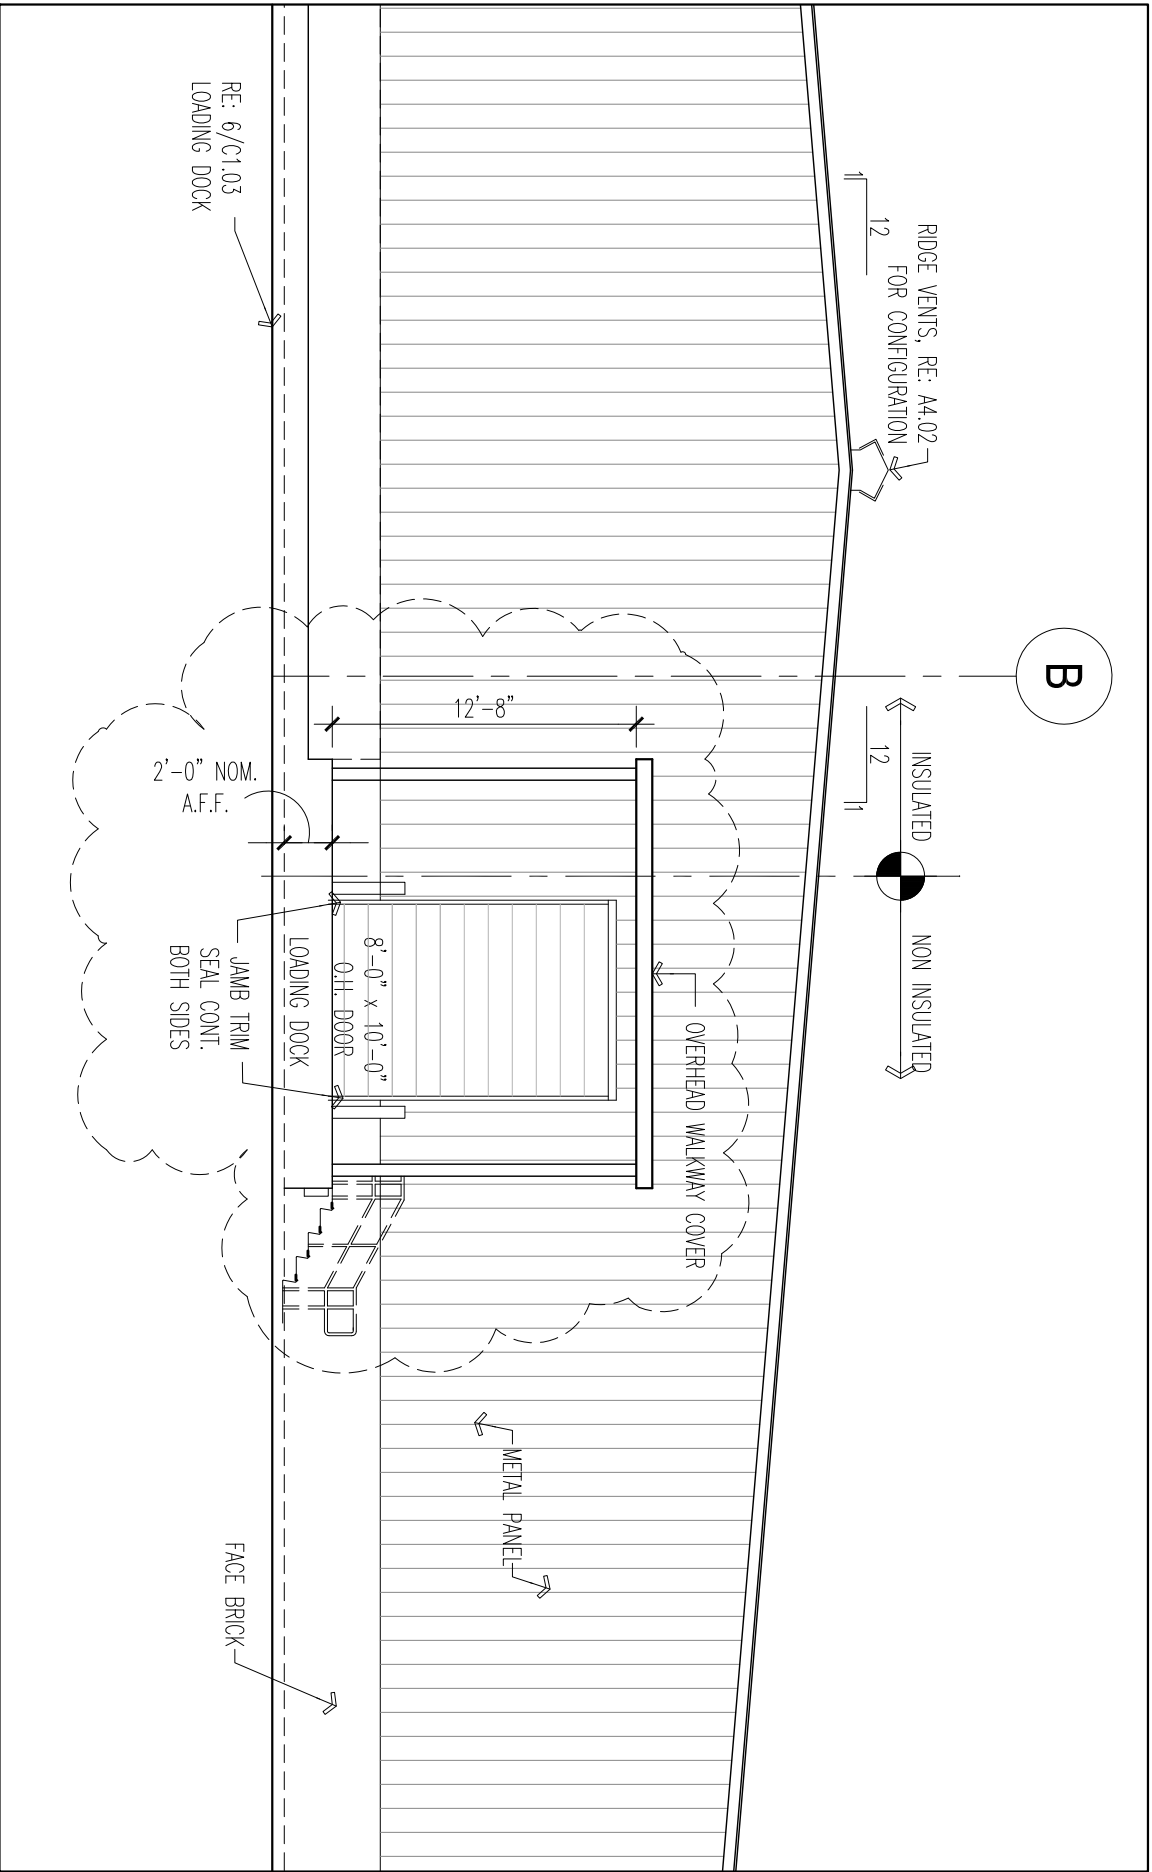 B
INSULATED
NON INSULATED
RIDGE VENTS, RE: A4.02
FOR CONFIGURATION
1
12
12
1
OVERHEAD WALKWAY COVER
12'-8"
METAL PANEL
8'-0" x 10'-0"
O.H. DOOR
LOADING DOCK
2'-0" NOM.
A.F.F.
JAMB TRIM
SEAL CONT.
BOTH SIDES
RE: 6/C1.03
LOADING DOCK
FACE BRICK